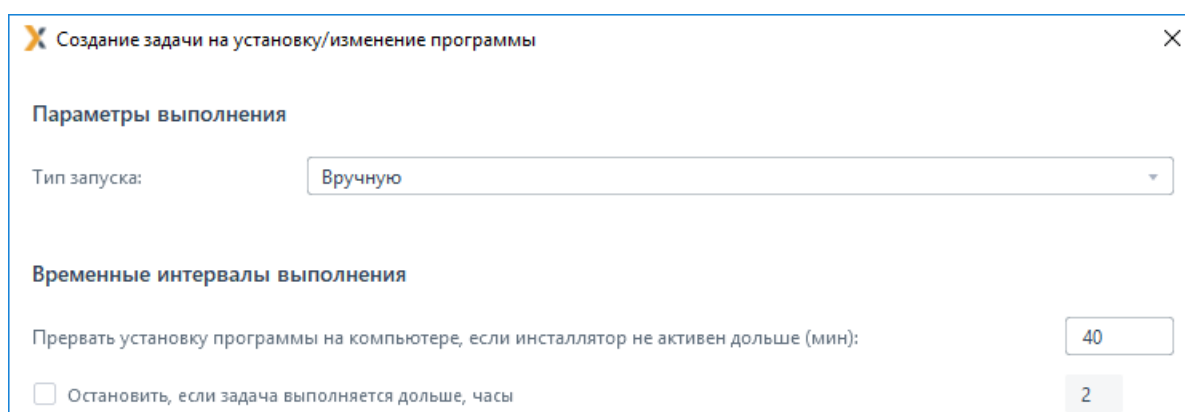 Создание задачи на установку/изменение программы
Параметры выполнения
Тип запуска: Вручную
Временные интервалы выполнения
Прервать установку программы на компьютере, если инсталлятор не активен дольше (мин): 40
Остановить, если задача выполняется дольше, часы 2